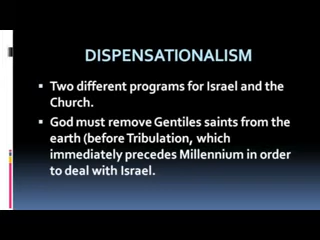 DISPENSATIONALISM
▪ Two different programs for Israel and the
Church.
▪ God must remove Gentiles saints from the
earth (before Tribulation, which
immediately precedes Millennium in order
to deal with Israel.